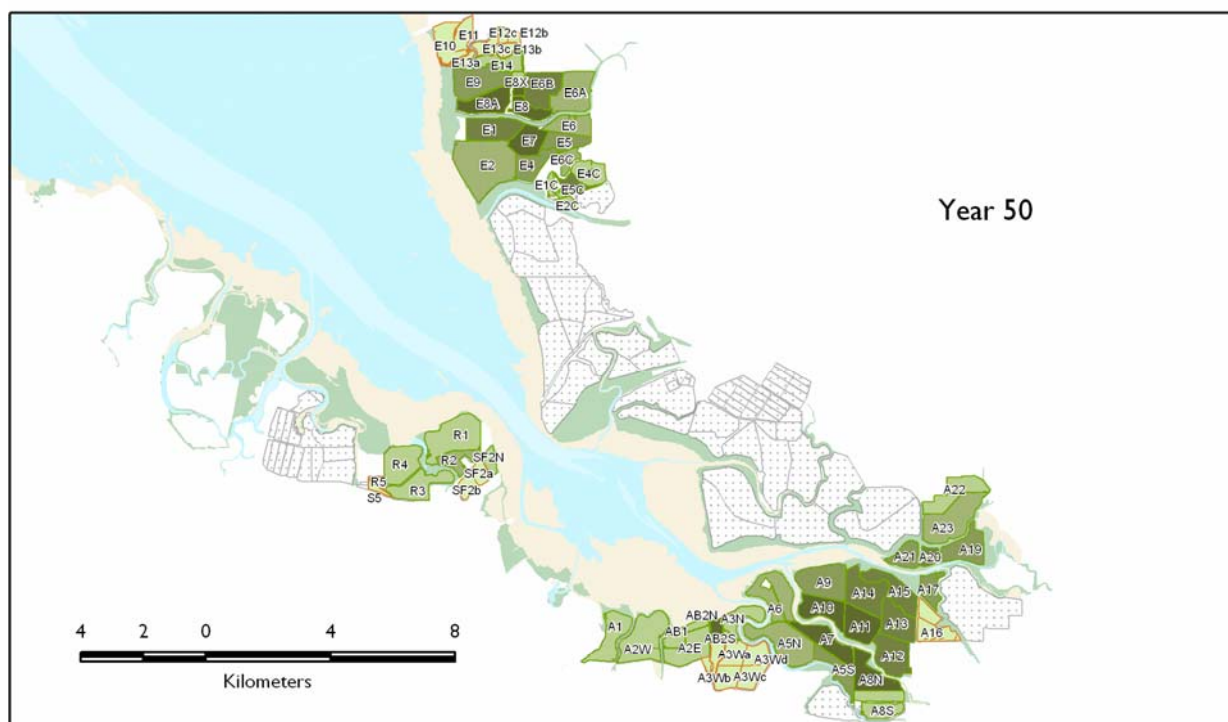 E11
E12c E12b
E10
E13c E13b
E13a E14
E9 E8X E6B E6A
E8A E8
E1 E7 E6
E5
E2 E4 E6C
E4C
E1C E5C
E2C
Year 50
R1
R4 R2 SF2N
SF2a
R5 R3 SF2b
S5
A22
A23
A21 A20 A19
A9 A14 A15 A17
A6
A10
A1 AB2N A3N A11 A13 A16
AB1 A7
A2W A2E AB2S A5N
A3Wa A3Wd A12
A3Wb A3Wc A5S A8N
A8S
4 2 0 4 8
Kilometers